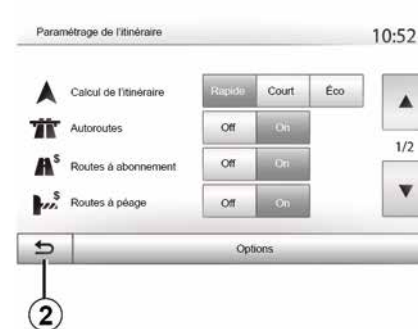 Paramétrage de l'itinéraire 10:52
Calcul de l'itinéraire Rapide Court Éco
Autoroutes Off On
1/2
$ Routes à abonnement Off On
$ Routes à péage Off On
Options
2